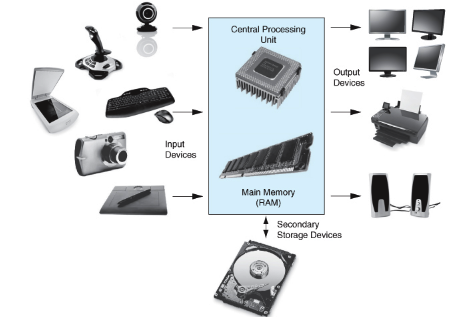 Central Processing
Unit
Output
Devices
Input
Devices
Main Memory
(RAM)
Secondary
Storage Devices